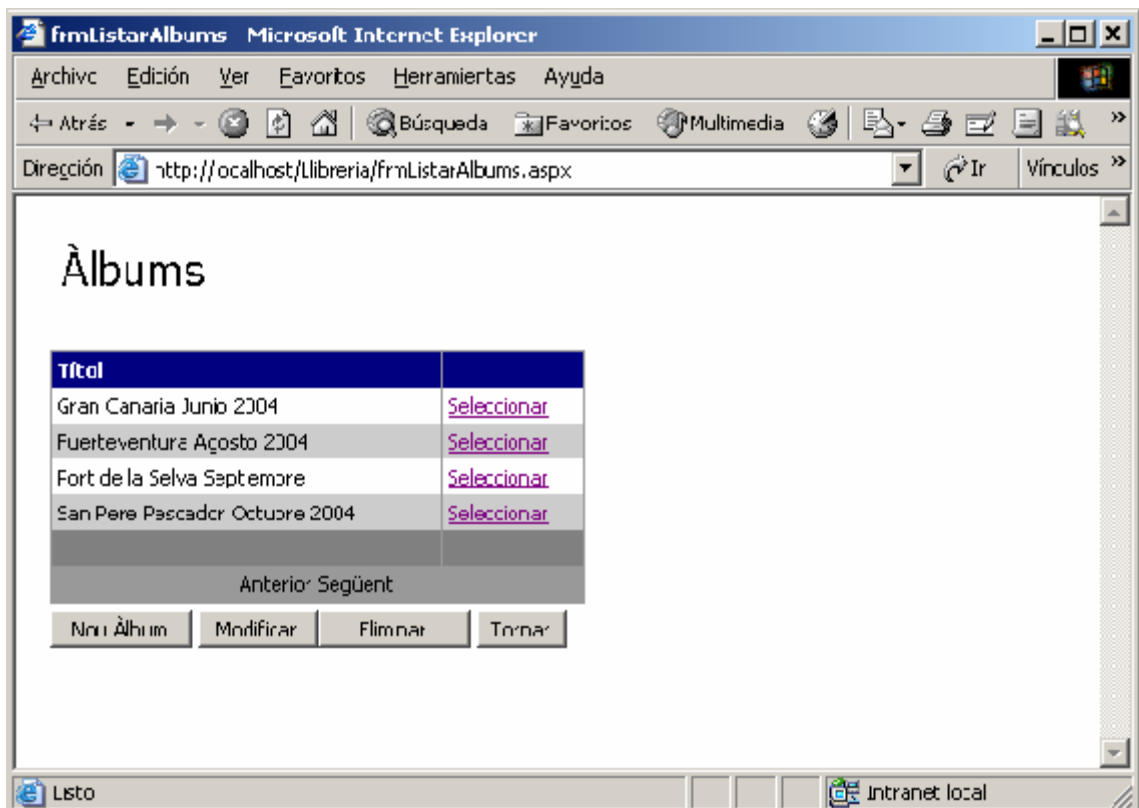 frmListarAlbums Microsoft Internet Explorer
Archivo Edición Ver Favoritos Herramientas Ayuda
Atrás Búsqueda Favoritos Multimedia »
Dirección http://localhost/Llibreria/frmListarAlbums.aspx Ir Vínculos »
Àlbums
Títol
Gran Canaria Junio 2004 Seleccionar
Fuerteventura Agosto 2004 Seleccionar
Fort de la Selva Septiembre Seleccionar
San Pere Pescador Octubre 2004 Seleccionar
Anterior Següent
Nou Àlbum Modificar Eliminar Tornar
Listo Intranet local